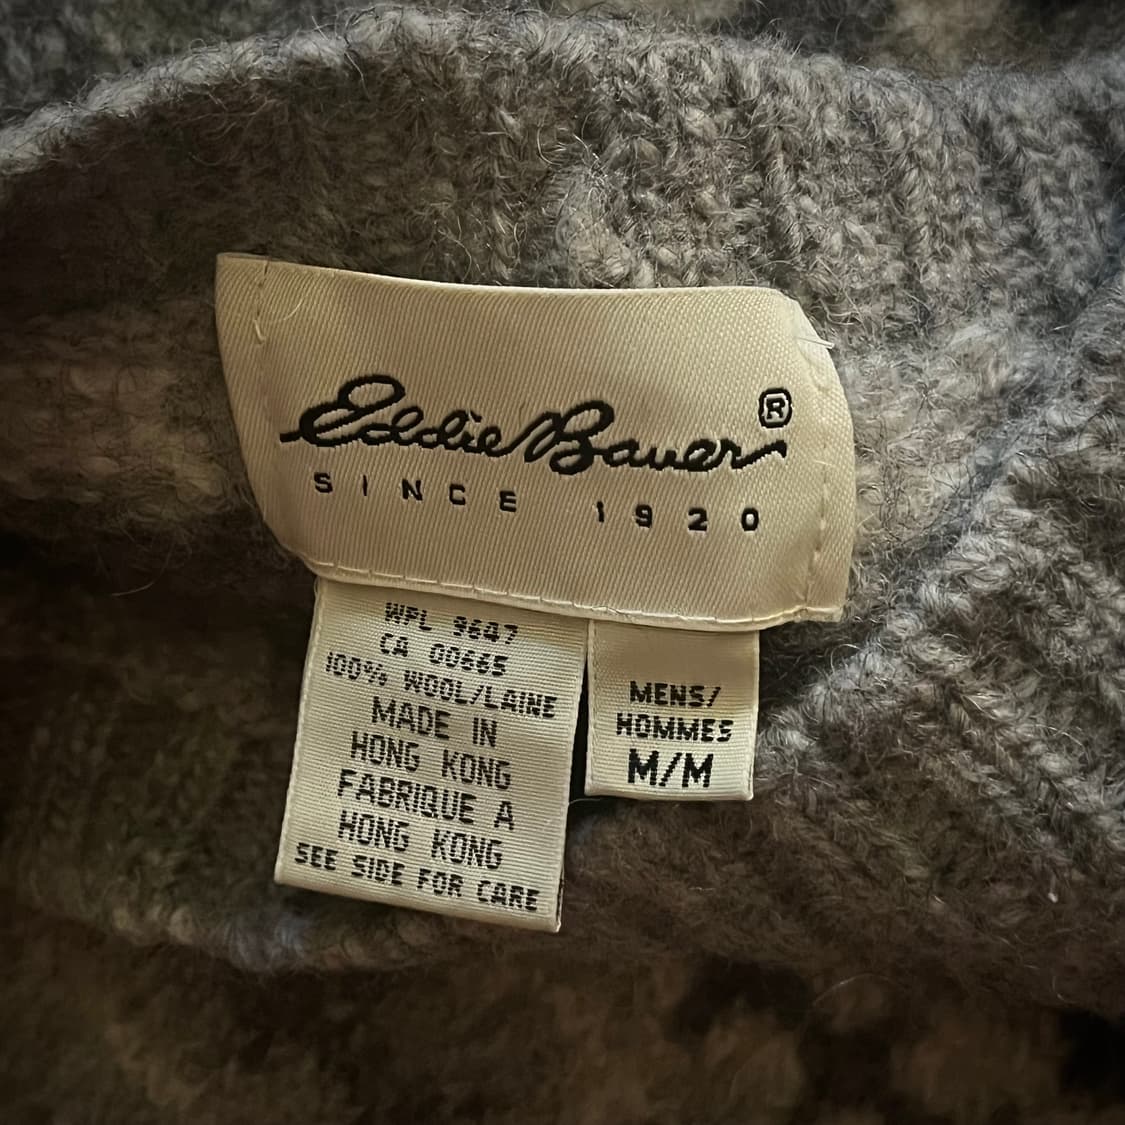 Eddie Bauer®
SINCE 1920
WPL 9647
CA 00665
100% WOOL/LAINE
MADE IN
HONG KONG
FABRIQUE A
HONG KONG
SEE SIDE FOR CARE
MENS/
HOMMES
M/M